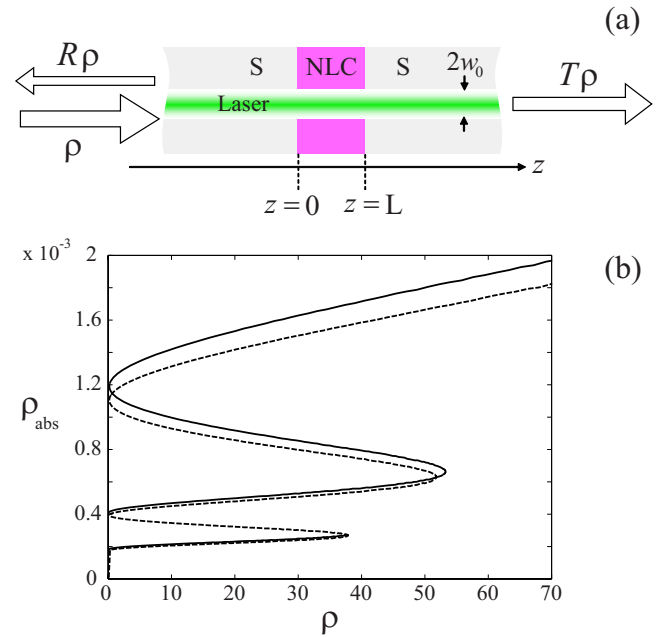 (a)
Rρ
S NLC S 2w₀ Tρ
Laser
ρ
z
z=0 z=L
(b)
x 10⁻³
2
1.6
1.2
ρabs
0.8
0.4
0
0 10 20 30 40 50 60 70
ρ